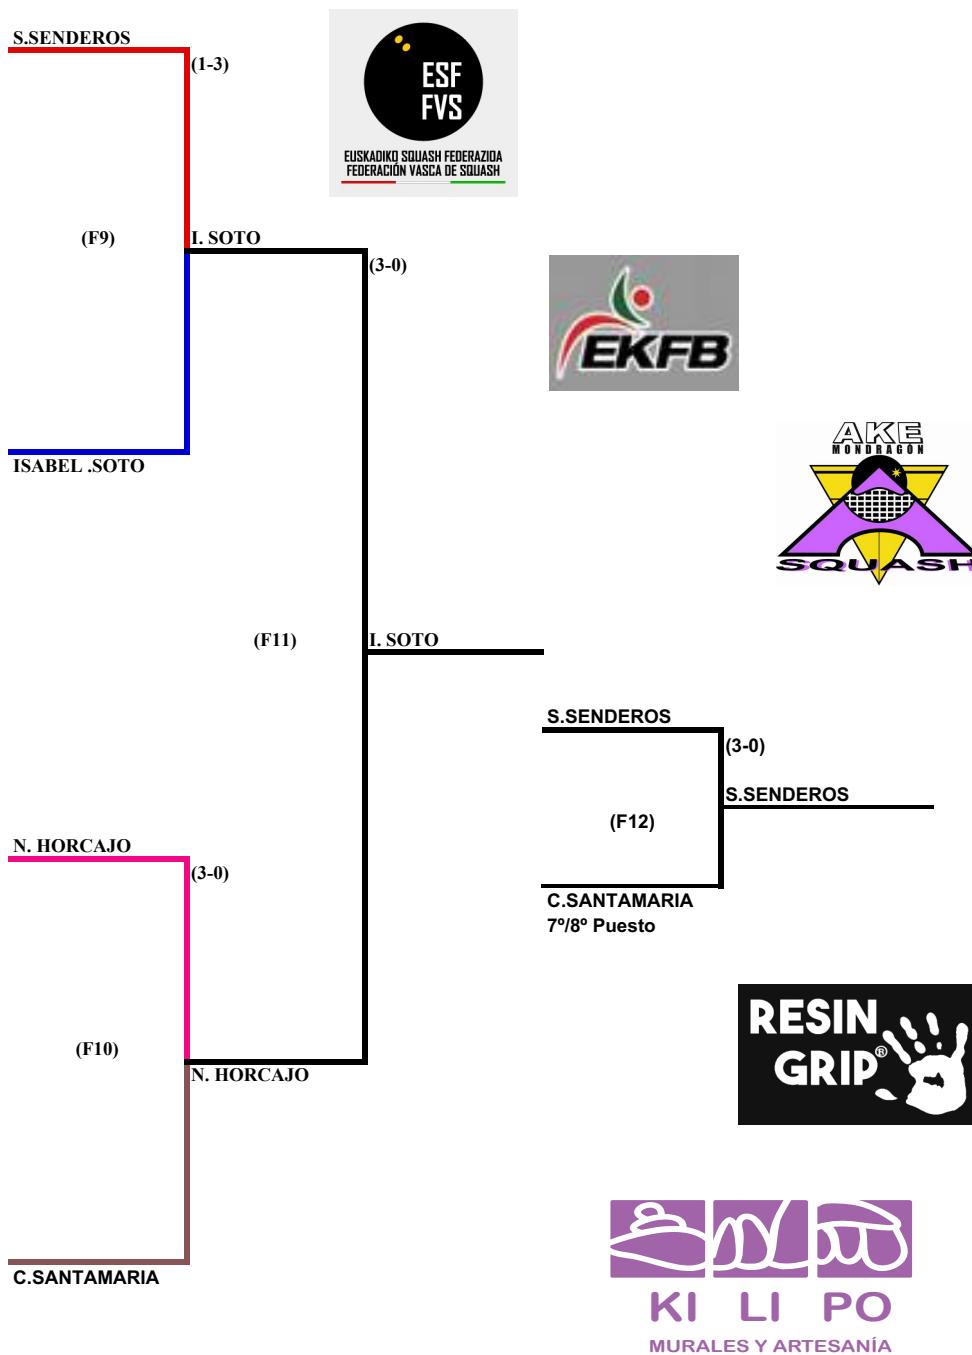 S.SENDEROS
(1-3)
ESF
FVS
EUSKADIKO SQUASH FEDERAZIOA
FEDERACIÓN VASCA DE SQUASH
(F9)
I. SOTO
(3-0)
EKFB
ISABEL .SOTO
AKE
MONDRAGÓN
SQUASH
(F11)
I. SOTO
S.SENDEROS
(3-0)
S.SENDEROS
(F12)
N. HORCAJO
(3-0)
C.SANTAMARIA
7º/8º Puesto
RESIN
GRIP®
(F10)
N. HORCAJO
C.SANTAMARIA
KI LI PO
MURALES Y ARTESANÍA